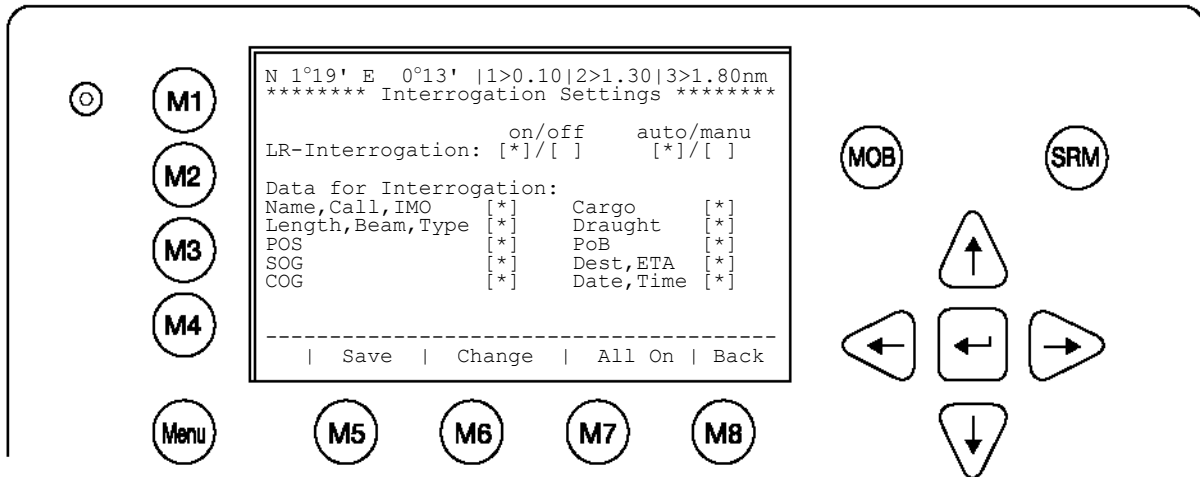 N 1°19' E  0°13' |1>0.10|2>1.30|3>1.80nm
******** Interrogation Settings ********
on/off auto/manu
LR-Interrogation: [*]/[ ] [*]/[ ]
Data for Interrogation:
Name,Call,IMO [*] Cargo [*]
Length,Beam,Type [*] Draught [*]
POS [*] PoB [*]
SOG [*] Dest,ETA [*]
COG [*] Date,Time [*]
----------------------------------------
| Save | Change | All On | Back
M1
M2
M3
M4
Menu
M5
M6
M7
M8
MOB
SRM